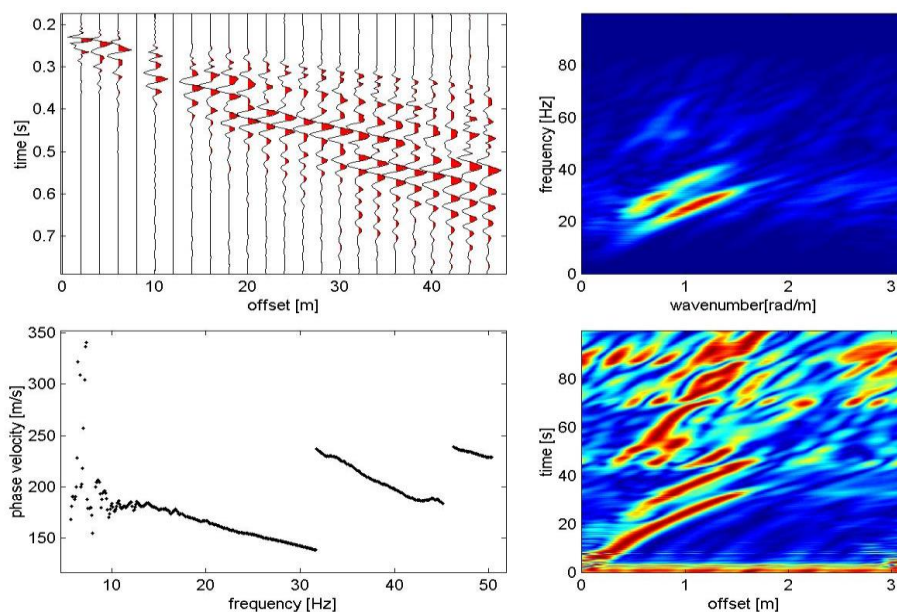 0.2
0.3
0.4
0.5
0.6
0.7
time [s]
0 10 20 30 40
offset [m]
80
60
40
20
0
frequency [Hz]
0 1 2 3
wavenumber[rad/m]
350
300
250
200
150
phase velocity [m/s]
10 20 30 40 50
frequency [Hz]
80
60
40
20
0
time [s]
0 1 2 3
offset [m]